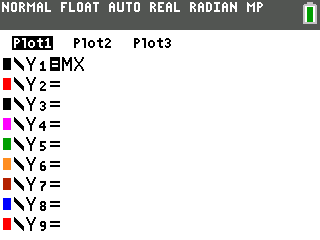 NORMAL FLOAT AUTO REAL RADIAN MP
Plot1 Plot2 Plot3
\Y1=MX
\Y2=
\Y3=
\Y4=
\Y5=
\Y6=
\Y7=
\Y8=
\Y9=